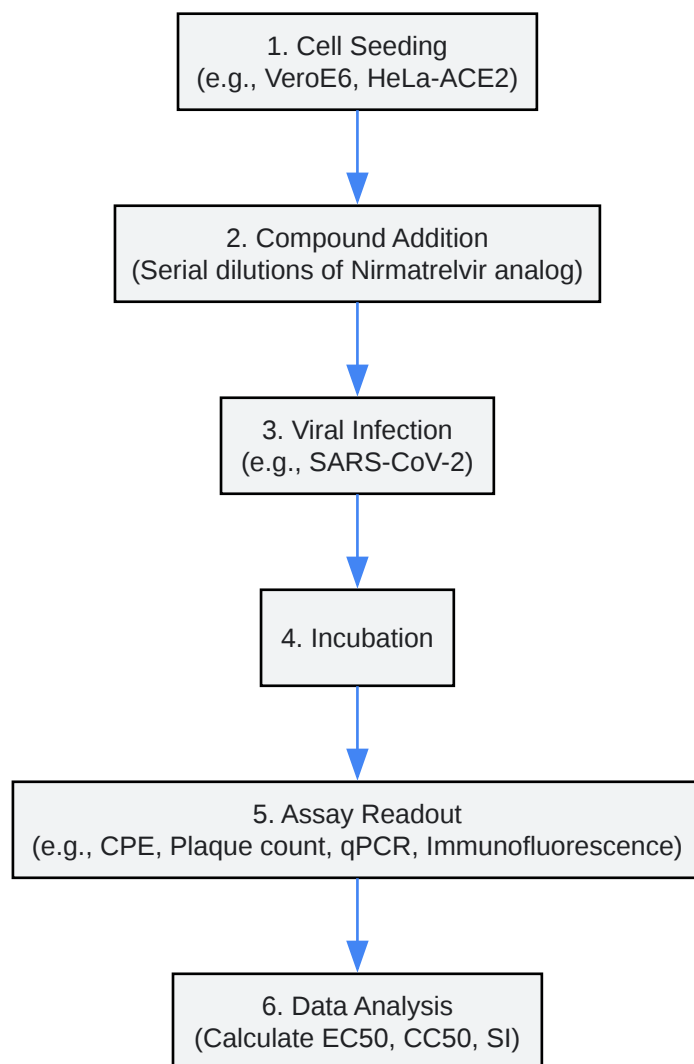 1. Cell Seeding
(e.g., VeroE6, HeLa-ACE2)
2. Compound Addition
(Serial dilutions of Nirmatrelvir analog)
3. Viral Infection
(e.g., SARS-CoV-2)
4. Incubation
5. Assay Readout
(e.g., CPE, Plaque count, qPCR, Immunofluorescence)
6. Data Analysis
(Calculate EC50, CC50, SI)